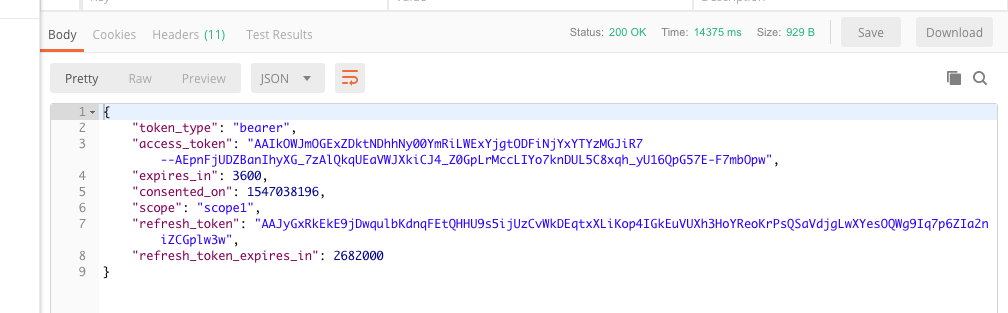 Body Cookies Headers (11) Test Results Status: 200 OK Time: 14375 ms Size: 929 B Save Download
Pretty Raw Preview JSON
1 {
2 "token_type": "bearer",
3 "access_token": "AAIkOWJmOGExZDktNDhhNy00YmRiLWExYjgtODFiNjYxYTYzMGJiR7
--AEpnFjUDZBanIhyXG_7zAlQkqUEaVWJXkiCJ4_Z0GpLrMccLIYo7knDUL5C8xqh_yU16QpG57E-F7mbOpw",
4 "expires_in": 3600,
5 "consented_on": 1547038196,
6 "scope": "scope1",
7 "refresh_token": "AAJyGxRkEkE9jDwqulbKdnqFEtQHHU9s5ijUzCvWkDEqtxXLiKop4IGkEuVUXh3HoYReoKrPsQSaVdjgLwXYesOQWg9Iq7p6ZIa2n
iZCGplw3w",
8 "refresh_token_expires_in": 2682000
9 }